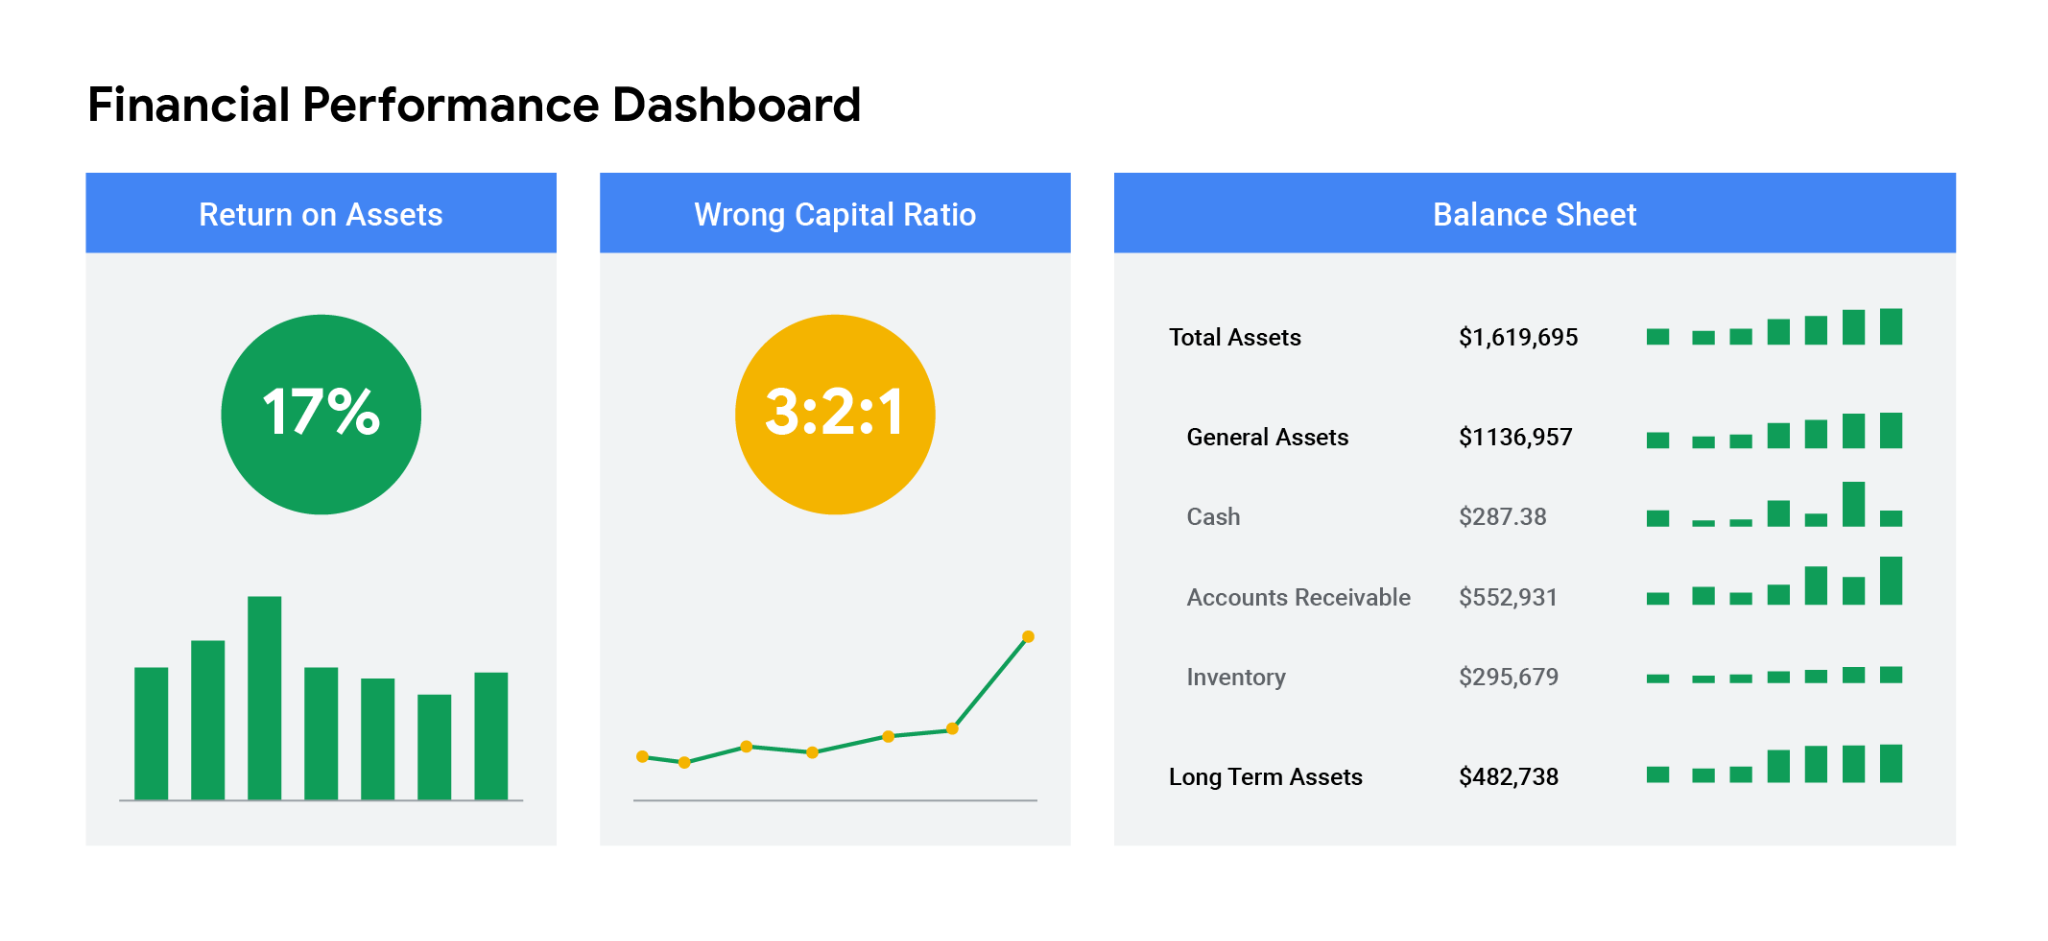 Financial Performance Dashboard
Return on Assets
17%
Wrong Capital Ratio
3:2:1
Balance Sheet
Total Assets $1,619,695
General Assets $1136,957
Cash $287.38
Accounts Receivable $552,931
Inventory $295,679
Long Term Assets $482,738